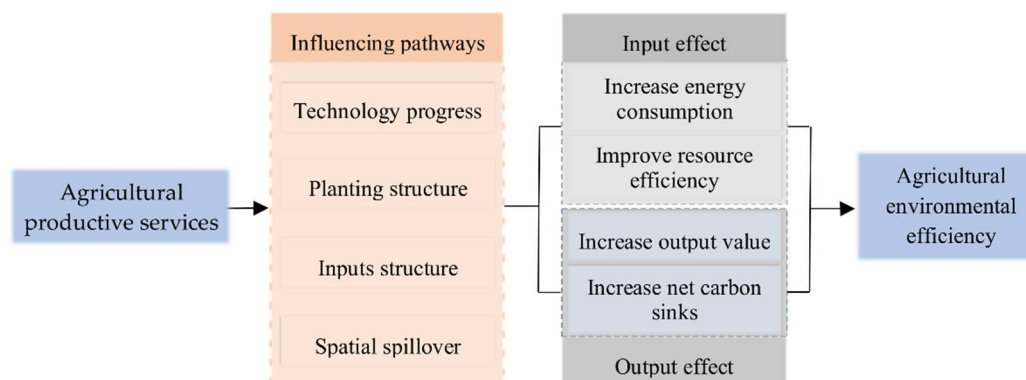 Agricultural
productive services
Influencing pathways
Technology progress
Planting structure
Inputs structure
Spatial spillover
Input effect
Increase energy
consumption
Improve resource
efficiency
Increase output value
Increase net carbon
sinks
Output effect
Agricultural
environmental
efficiency